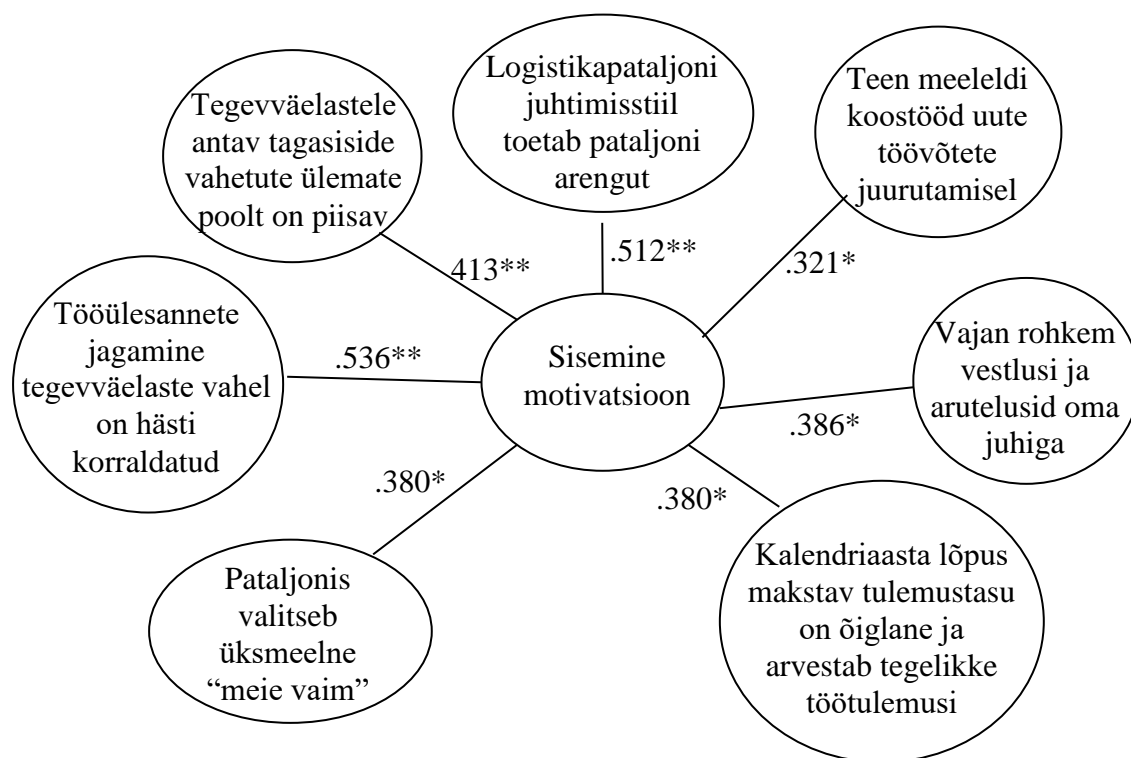 Tegevväelastele
antav tagasiside
vahetute ülemate
poolt on piisav
Logistikapataljoni
juhtimisstiil
toetab pataljoni
arengut
Teen meeleldi
koostööd uute
töövõtete
juurutamisel
413**
.512**
.321*
Tööülesannete
jagamine
tegevväelaste vahel
on hästi
korraldatud
.536**
Sisemine
motivatsioon
Vajan rohkem
vestlusi ja
arutelusid oma
juhiga
.386*
.380*
.380*
Pataljonis
valitseb
üksmeelne
“meie vaim”
Kalendriaasta lõpus
makstav tulemustasu
on õiglane ja
arvestab tegelikke
töötulemusi